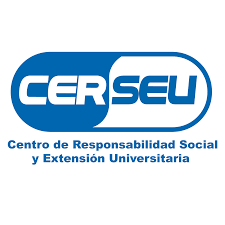 CERSEU
Centro de Responsabilidad Social
y Extensión Universitaria